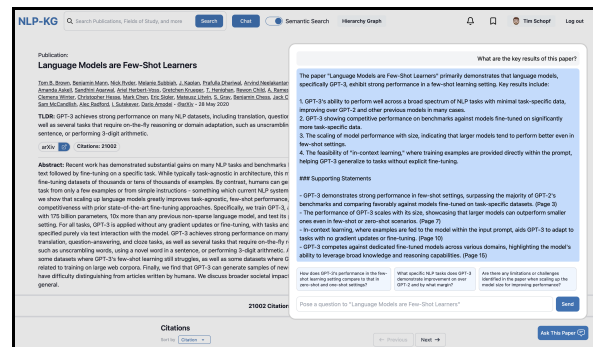 NLP-KG
Search Publications, Fields of Study, and more
Search
Chat
Semantic Search
Hierarchy Graph
Tim Schopf
Log out
Publication:
Language Models are Few-Shot Learners
Tom B. Brown, Benjamin Mann, Nick Ryder, Melanie Subbiah, J. Kaplan, Prafulla Dhariwal, Arvind Neelakantan
Amanda Askell, Sandhini Agarwal, Ariel Herbert-Voss, Gretchen Krueger, T. Henighan, Rewon Child, A. Ramesh
Clemens Winter, Christopher Hesse, Mark Chen, Eric Sigler, Mateusz Litwin, S. Gray, Benjamin Chess, Jack C
Sam McCandlish, Alec Radford, I. Sutskever, Dario Amodei - @arXiv - 28 May 2020
TLDR: GPT-3 achieves strong performance on many NLP datasets, including translation, question
well as several tasks that require on-the-fly reasoning or domain adaptation, such as unscramblin
sentence, or performing 3-digit arithmetic.
arXiv
Citations: 21002
Abstract: Recent work has demonstrated substantial gains on many NLP tasks and benchmarks
text followed by fine-tuning on a specific task. While typically task-agnostic in architecture, this m
fine-tuning datasets of thousands or tens of thousands of examples. By contrast, humans can ge
task from only a few examples or from simple instructions - something which current NLP system
we show that scaling up language models greatly improves task-agnostic, few-shot performance,
competitiveness with prior state-of-the-art fine-tuning approaches. Specifically, we train GPT-3, a
with 175 billion parameters, 10x more than any previous non-sparse language model, and test its
setting. For all tasks, GPT-3 is applied without any gradient updates or fine-tuning, with tasks and
specified purely via text interaction with the model. GPT-3 achieves strong performance on many
translation, question-answering, and cloze tasks, as well as several tasks that require on-the-fly r
such as unscrambling words, using a novel word in a sentence, or performing 3-digit arithmetic. A
some datasets where GPT-3's few-shot learning still struggles, as well as some datasets where G
related to training on large web corpora. Finally, we find that GPT-3 can generate samples of new
have difficulty distinguishing from articles written by humans. We discuss broader societal impac
general.
21002 Citation
Citations
Sort by
Citation
Previous
Next
What are the key results of this paper?
The paper "Language Models are Few-Shot Learners" primarily demonstrates that language models,
specifically GPT-3, exhibit strong performance in a few-shot learning setting. Key results include:
1. GPT-3's ability to perform well across a broad spectrum of NLP tasks with minimal task-specific data,
improving over GPT-2 and other previous models in many cases.
2. GPT-3 showing competitive performance on benchmarks against models fine-tuned on significantly
more task-specific data.
3. The scaling of model performance with size, indicating that larger models tend to perform better even in
few-shot settings.
4. The feasibility of "in-context learning," where training examples are provided directly within the prompt,
helping GPT-3 generalize to tasks without explicit fine-tuning.
### Supporting Statements
- GPT-3 demonstrates strong performance in few-shot settings, surpassing the majority of GPT-2's
benchmarks and comparing favorably against models fine-tuned on task-specific datasets. (Page 3)
- The performance of GPT-3 scales with its size, showcasing that larger models can outperform smaller
ones even in few-shot or zero-shot scenarios. (Page 7)
- In-context learning, where examples are fed to the model within the input prompt, aids GPT-3 to adapt to
tasks with no gradient updates or fine-tuning. (Page 10)
- GPT-3 competes against dedicated fine-tuned models across various domains, highlighting the model's
ability to leverage broad knowledge and reasoning capabilities. (Page 15)
How does GPT-3's performance in the few-
shot learning setting compare to that in
zero-shot and one-shot settings?
What specific NLP tasks does GPT-3
demonstrate improvement on over
GPT-2 and by what margin?
Are there any limitations or challenges
identified in the paper when scaling up the
model size for improving performance?
Pose a question to "Language Models are Few-Shot Learners"
Send
Ask This Paper